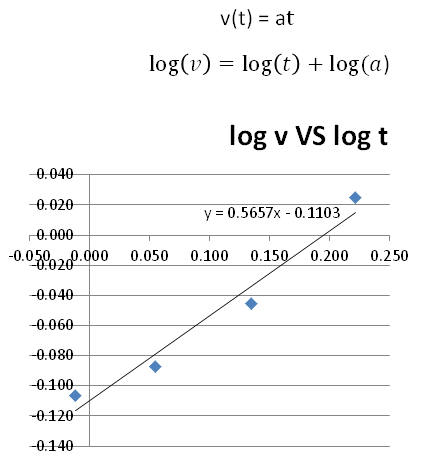 v(t) = at
log(v) = log(t) + log(a)
log v VS log t
0.040
0.020
y = 0.5657x - 0.1103
0.000
-0.050 0.000 0.050 0.100 0.150 0.200 0.250
-0.020
-0.040
-0.060
-0.080
-0.100
-0.120
-0.140